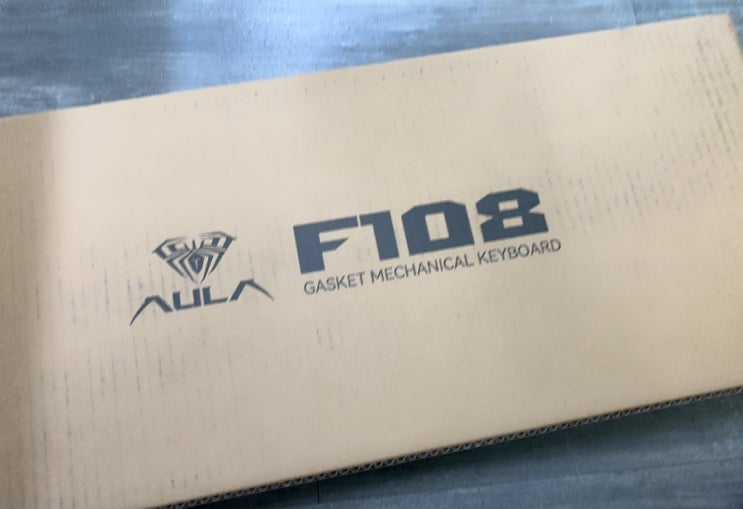 AULA
F108
GASKET MECHANICAL KEYBOARD